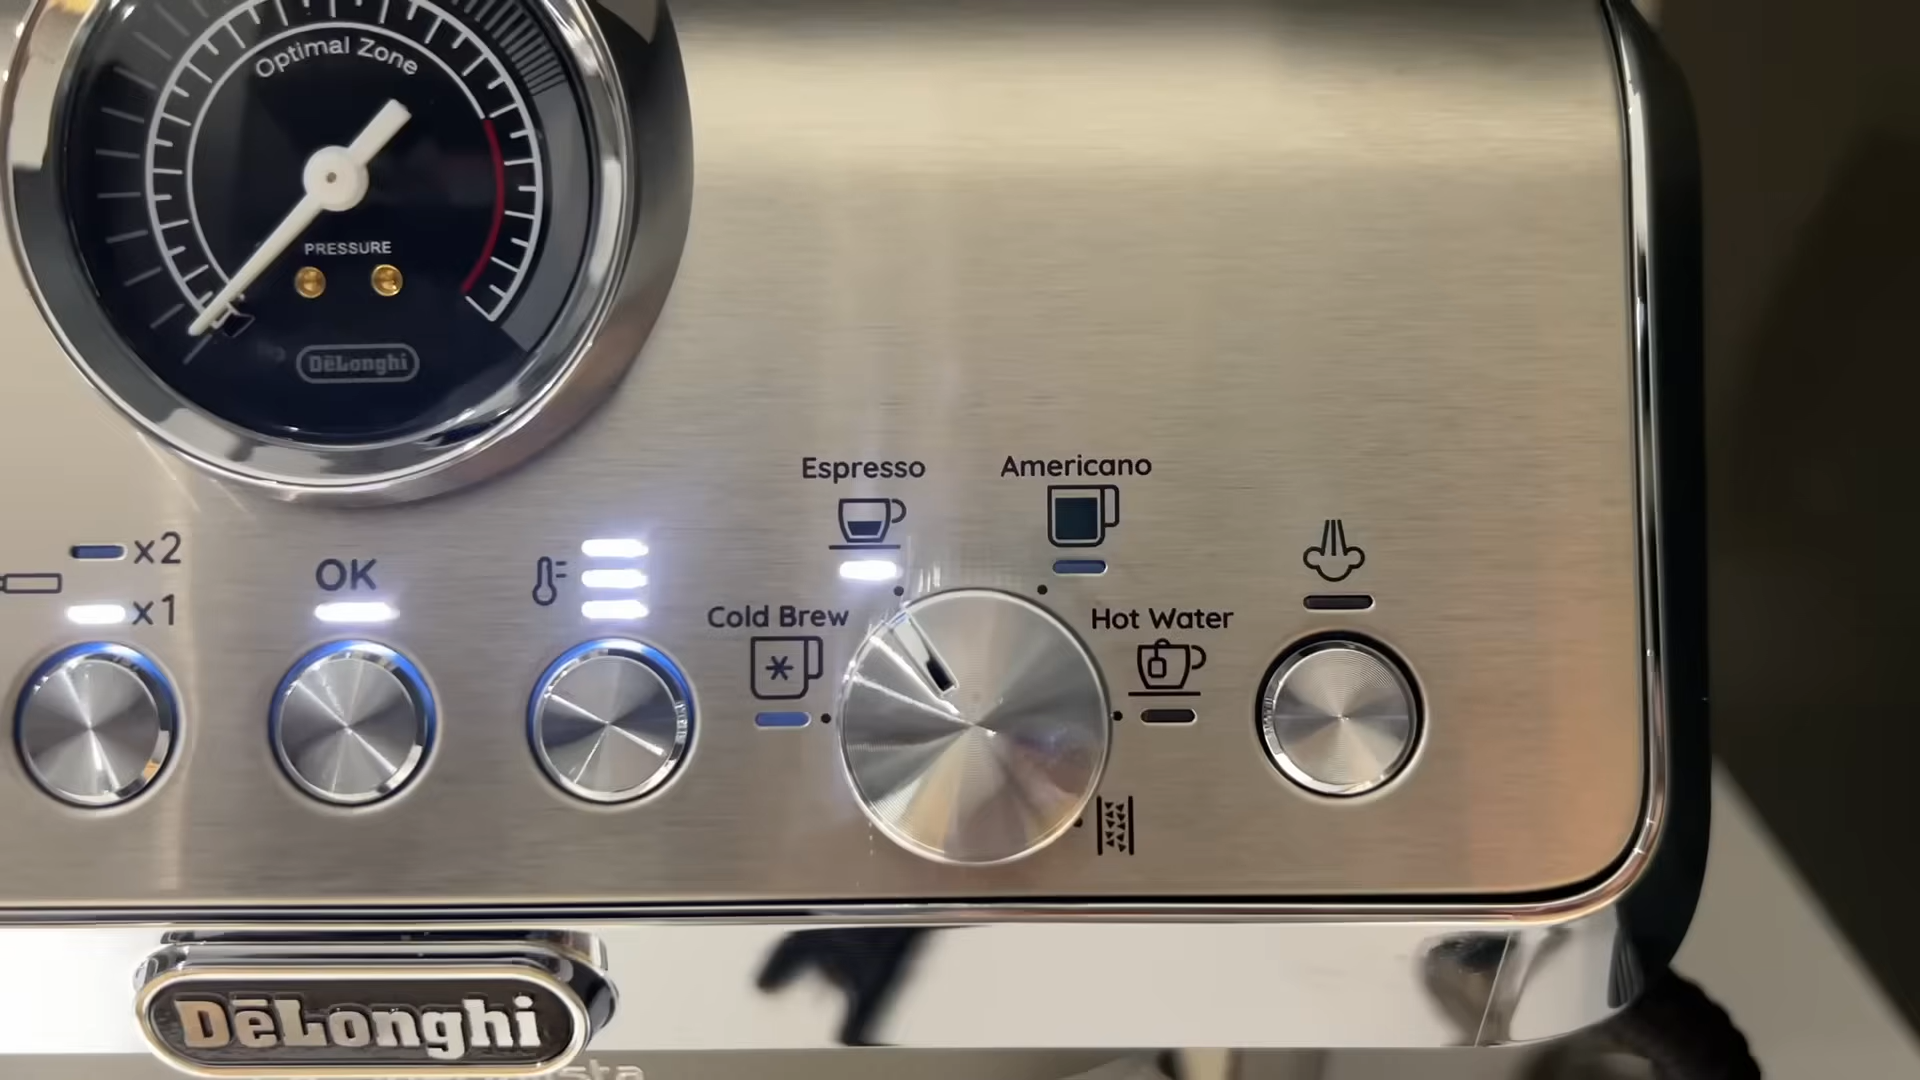 Optimal Zone
PRESSURE
DēLonghi
Espresso
Americano
x2
OK
x1
Cold Brew
Hot Water
DēLonghi